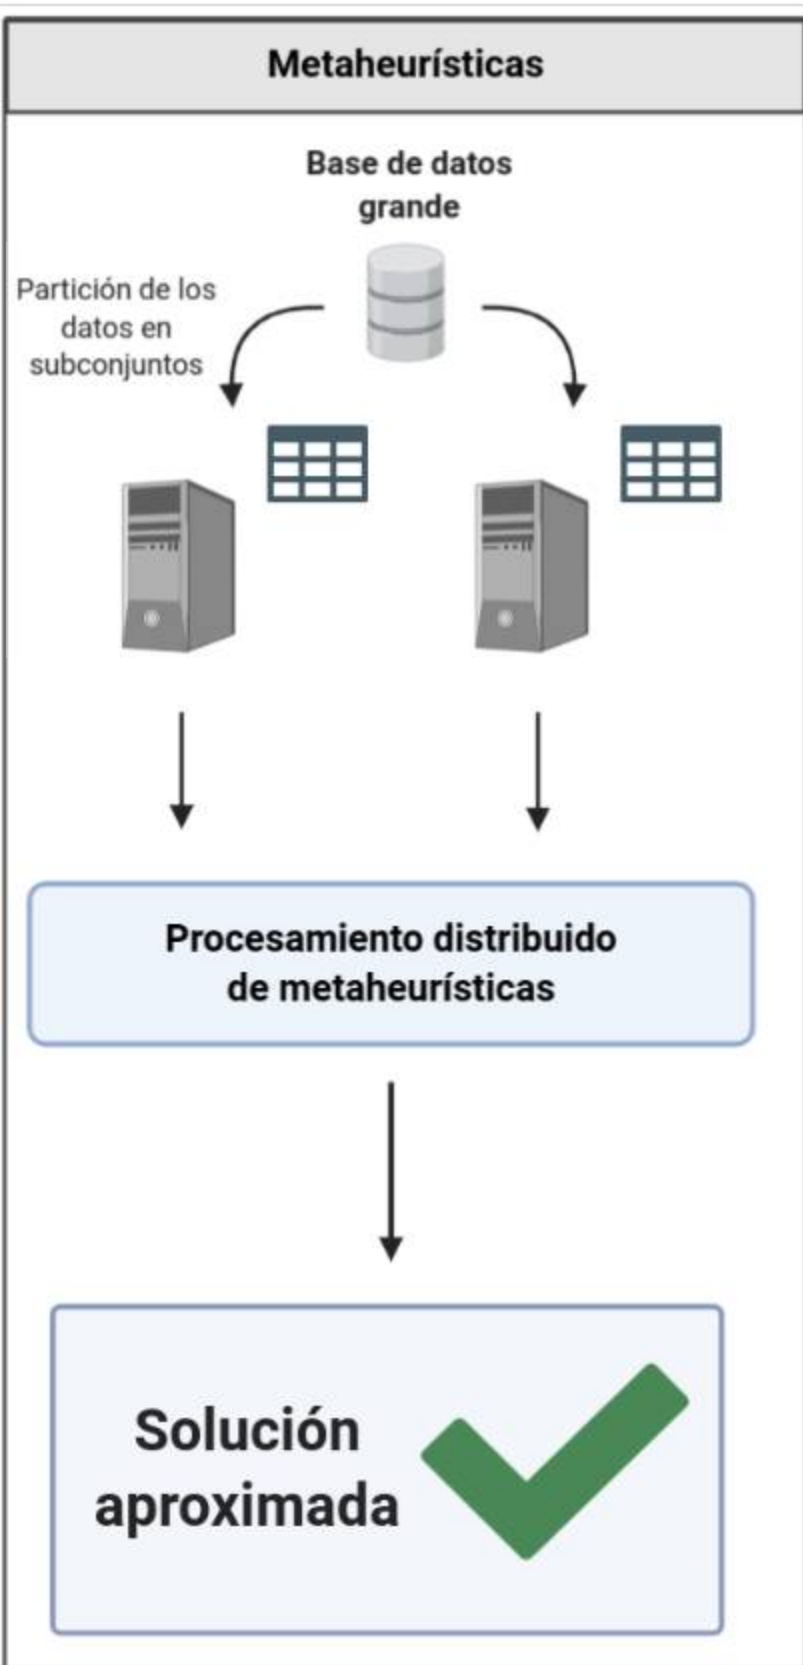 Metaheurísticas
Base de datos
grande
Partición de los
datos en
subconjuntos
Procesamiento distribuido
de metaheurísticas
Solución
aproximada